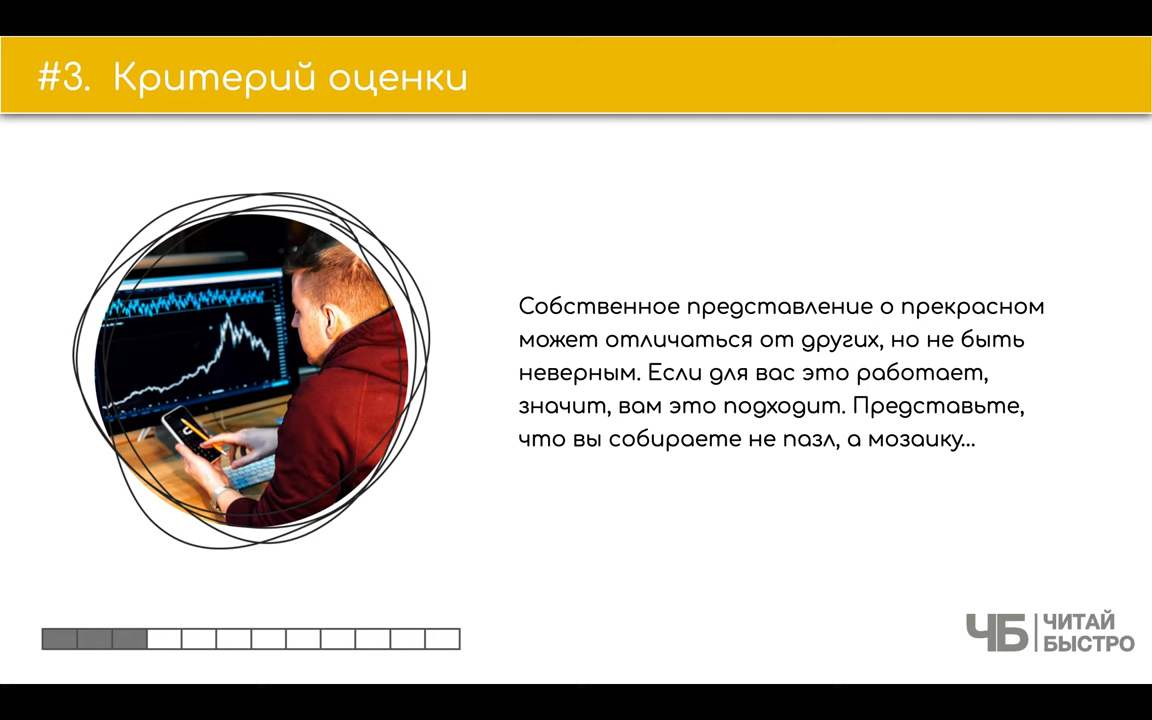 #3. Критерий оценки
Собственное представление о прекрасном
может отличаться от других, но не быть
неверным. Если для вас это работает,
значит, вам это подходит. Представьте,
что вы собираете не пазл, а мозаику...
ЧБ
ЧИТАЙ
БЫСТРО